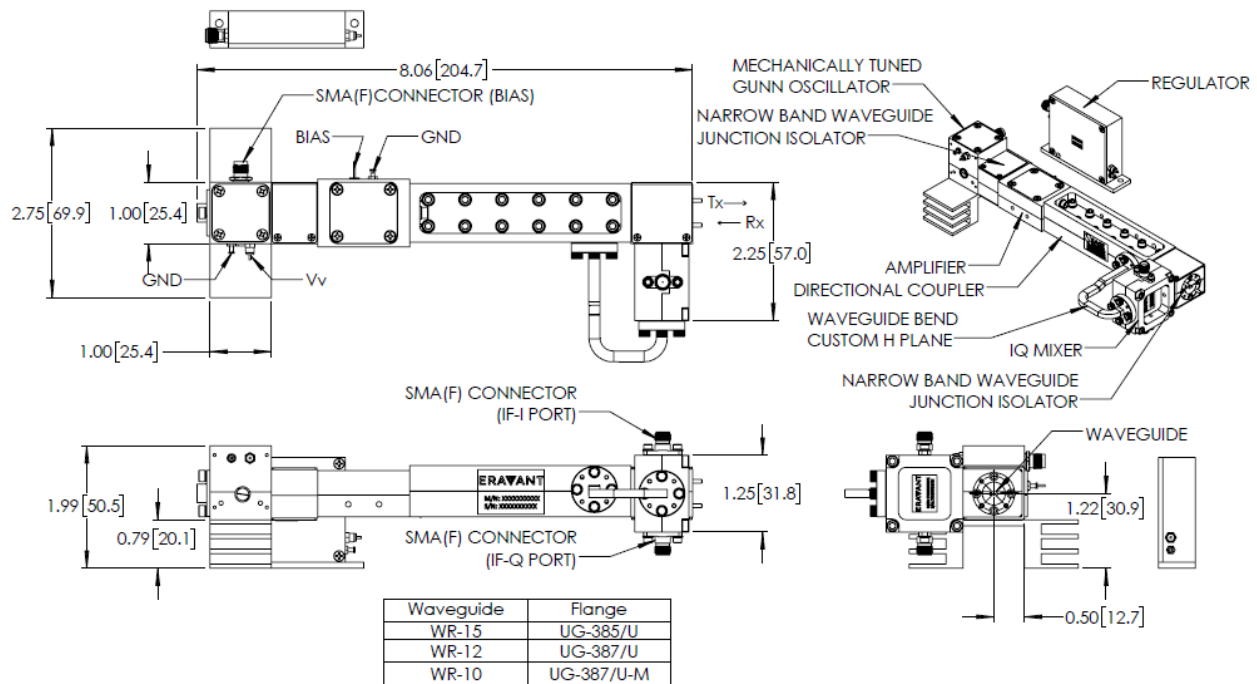 8.06[204.7]
SMA(F)CONNECTOR (BIAS)
BIAS
GND
2.75[69.9]
1.00[25.4]
Tx
Rx
2.25[57.0]
GND
Vv
1.00[25.4]
MECHANICALLY TUNED
GUNN OSCILLATOR
REGULATOR
NARROW BAND WAVEGUIDE
JUNCTION ISOLATOR
AMPLIFIER
DIRECTIONAL COUPLER
WAVEGUIDE BEND
CUSTOM H PLANE
IQ MIXER
NARROW BAND WAVEGUIDE
JUNCTION ISOLATOR
SMA(F) CONNECTOR
(IF-I PORT)
ERAVANT
M/N: XXXXXXXXXX
S/N: XXXXXXXXXX
1.99[50.5]
0.79[20.1]
1.25[31.8]
SMA(F) CONNECTOR
(IF-Q PORT)
WAVEGUIDE
ERAVANT
1.22[30.9]
0.50[12.7]
Waveguide Flange
WR-15 UG-385/U
WR-12 UG-387/U
WR-10 UG-387/U-M